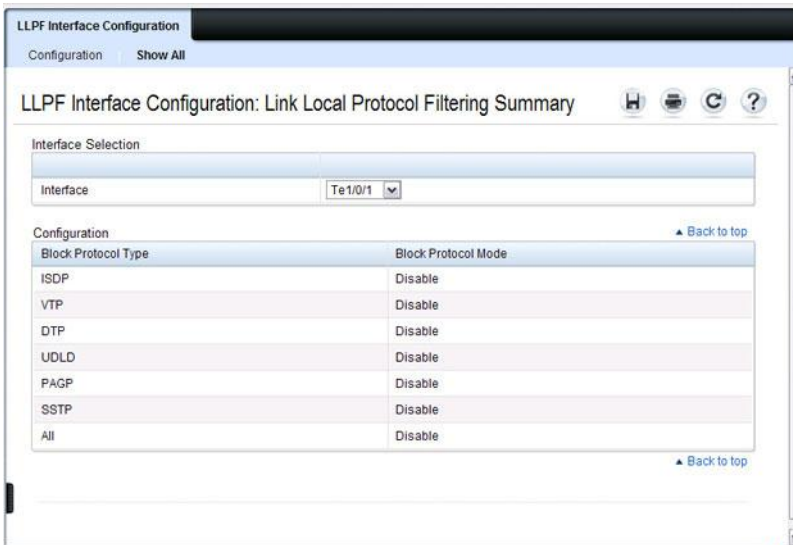 LLPF Interface Configuration
Configuration Show All
LLPF Interface Configuration: Link Local Protocol Filtering Summary
Interface Selection
Interface Te1/0/1
Configuration Back to top
Block Protocol Type Block Protocol Mode
ISDP Disable
VTP Disable
DTP Disable
UDLD Disable
PAGP Disable
SSTP Disable
All Disable
Back to top